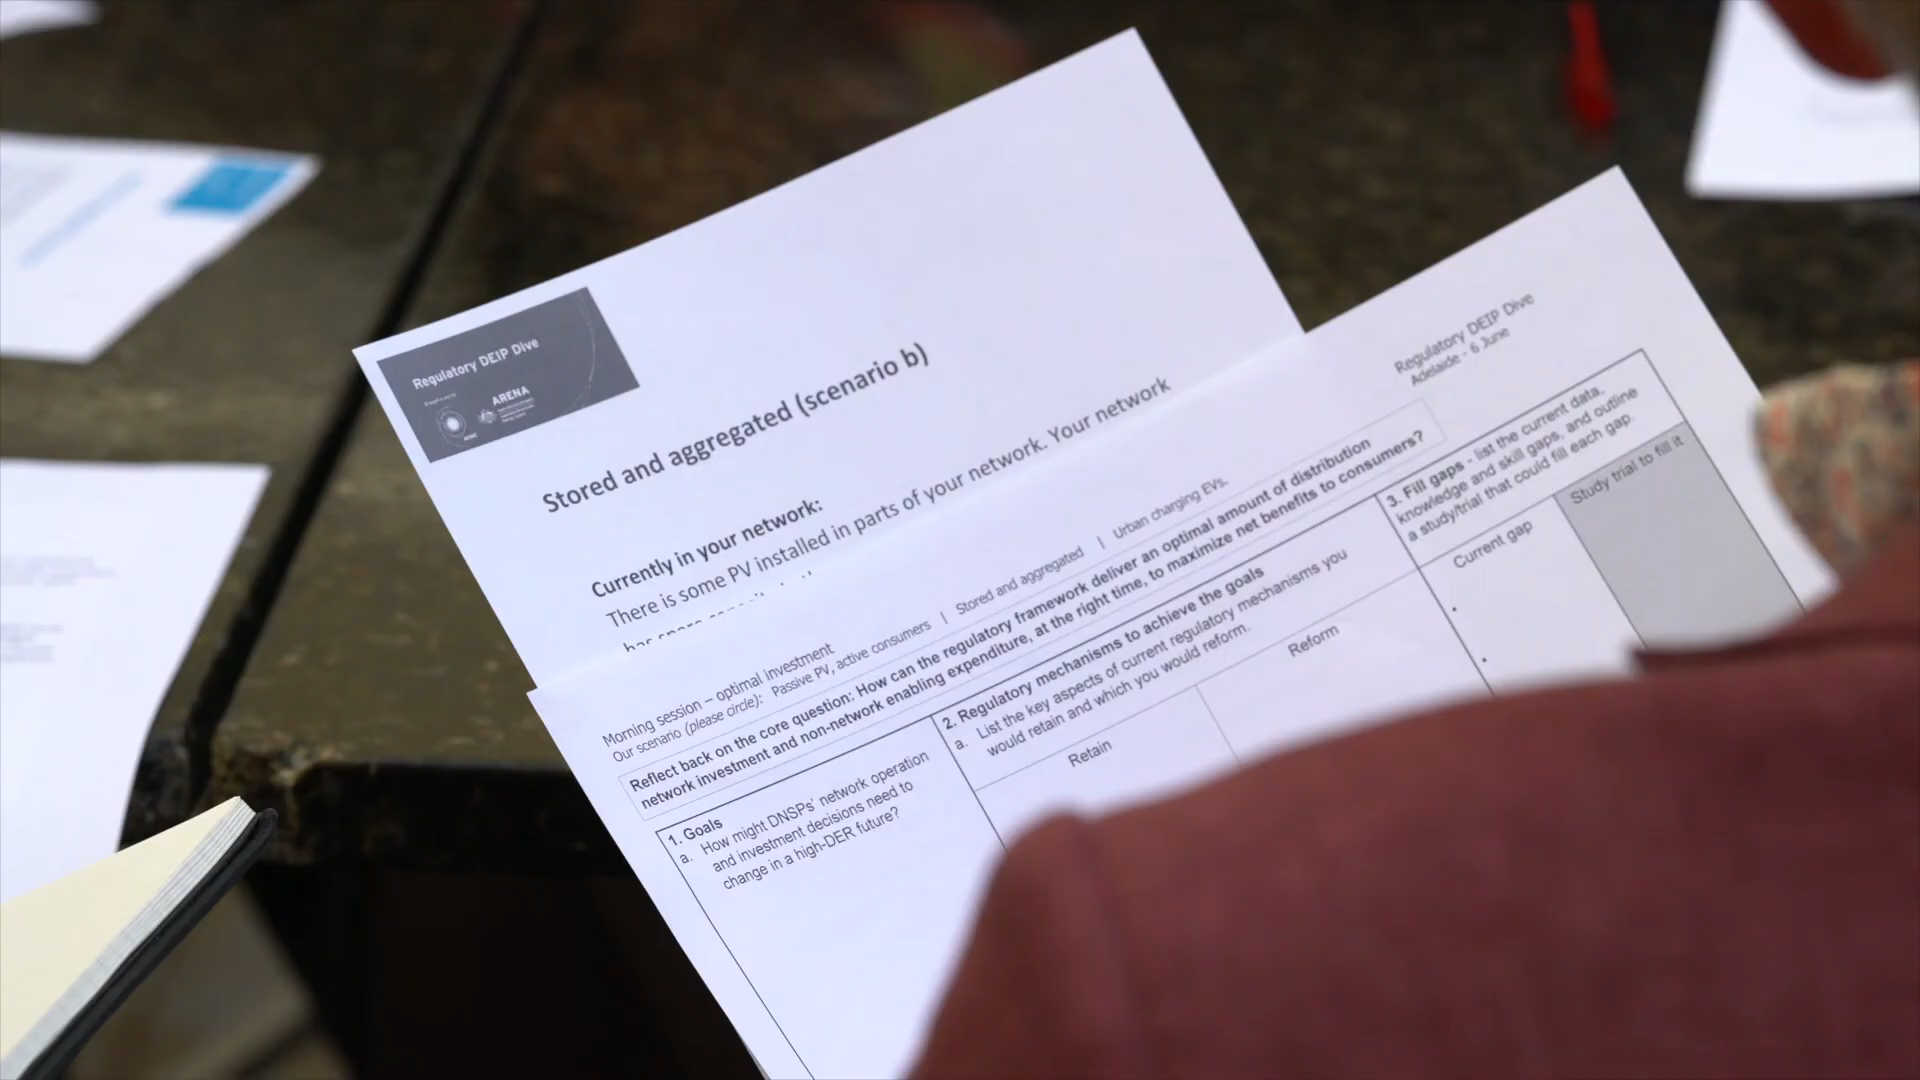 Regulatory DEIP Dive
ARENA
Stored and aggregated (scenario b)
Currently in your network:
There is some PV installed in parts of your network. Your network
Regulatory DEIP Dive
Adelaide - 6 June
Morning session – optimal investment
Our scenario (please circle): Passive PV, active consumers | Stored and aggregated | Urban charging EVs.
Reflect back on the core question: How can the regulatory framework deliver an optimal amount of distribution
network investment and non-network enabling expenditure, at the right time, to maximize net benefits to consumers?
1. Goals
a. How might DNSPs' network operation
and investment decisions need to
change in a high-DER future?
2. Regulatory mechanisms to achieve the goals
a. List the key aspects of current regulatory mechanisms you
would retain and which you would reform.
Retain
Reform
3. Fill gaps - list the current data,
knowledge and skill gaps, and outline
a study/trial that could fill each gap.
Current gap
Study trial to fill it